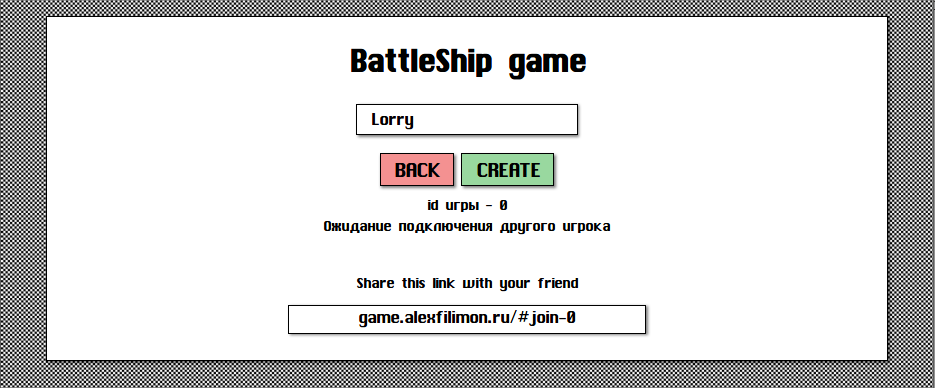 BattleShip game
Lorry
BACK CREATE
id игры - 0
Ожидание подключения другого игрока
Share this link with your friend
game.alexfilimon.ru/#join-0